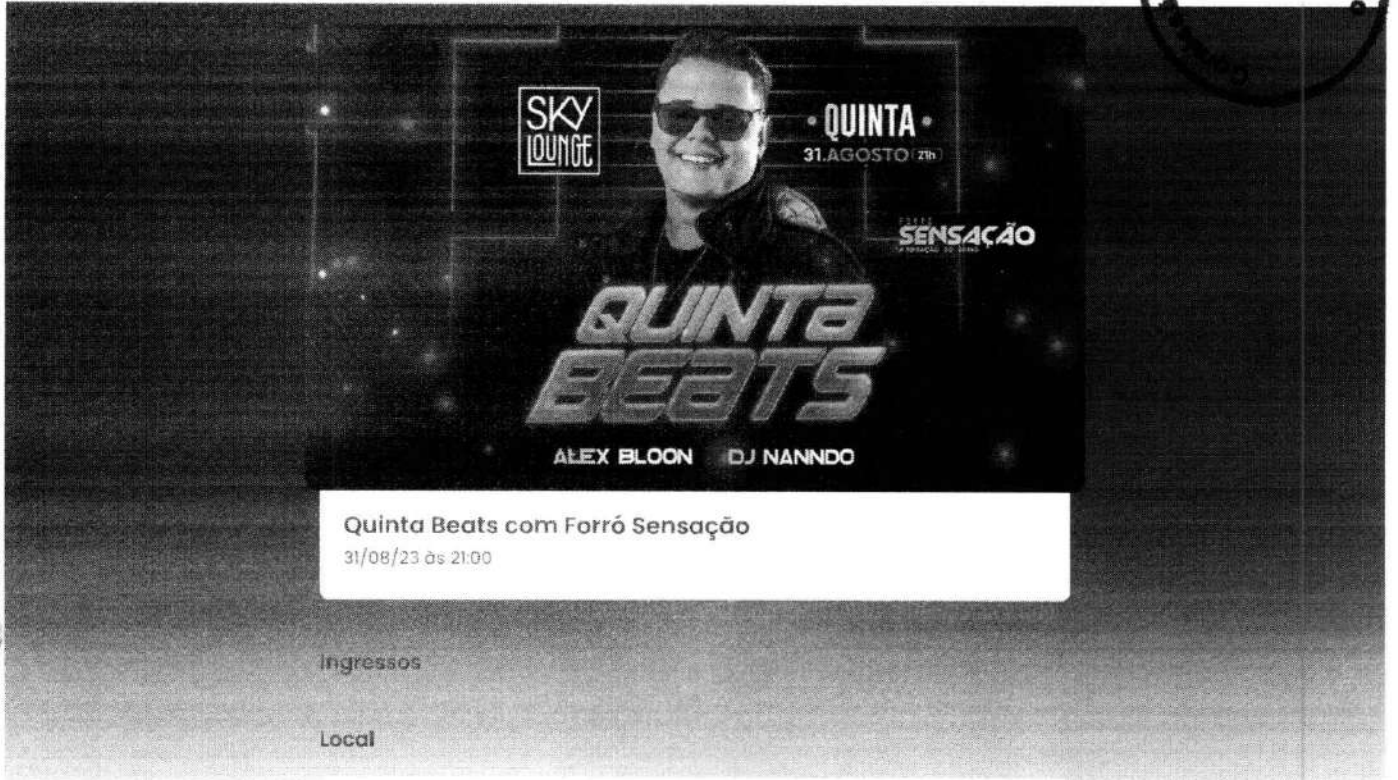 SKY
LOUNGE
• QUINTA •
31.AGOSTO 21h
SENSAÇÃO
QUINTA
BEATS
ALEX BLOON DJ NANNDO
Quinta Beats com Forró Sensação
31/08/23 às 21:00
Ingressos
Local